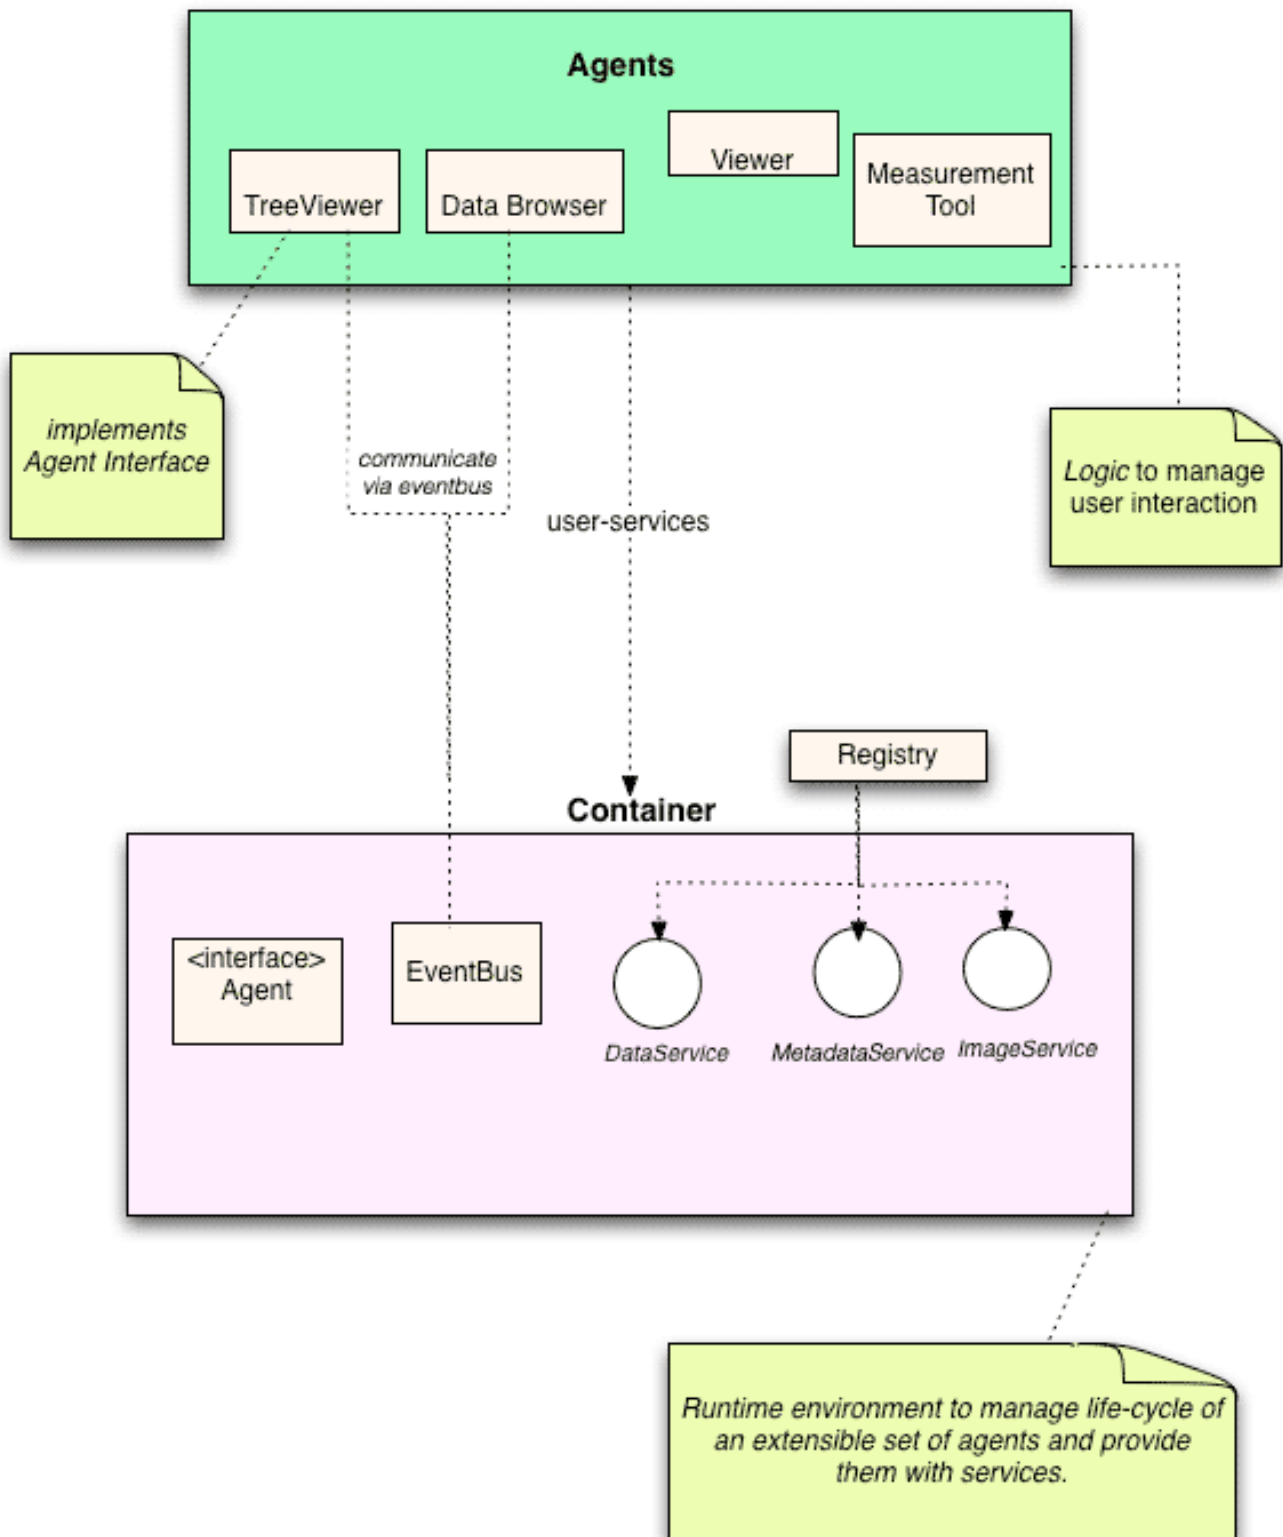 Agents
Viewer
Measurement
Tool
TreeViewer
Data Browser
implements
Agent Interface
communicate
via eventbus
user-services
Logic to manage
user interaction
Registry
Container
<interface>
Agent
EventBus
DataService
MetadataService
ImageService
Runtime environment to manage life-cycle of
an extensible set of agents and provide
them with services.